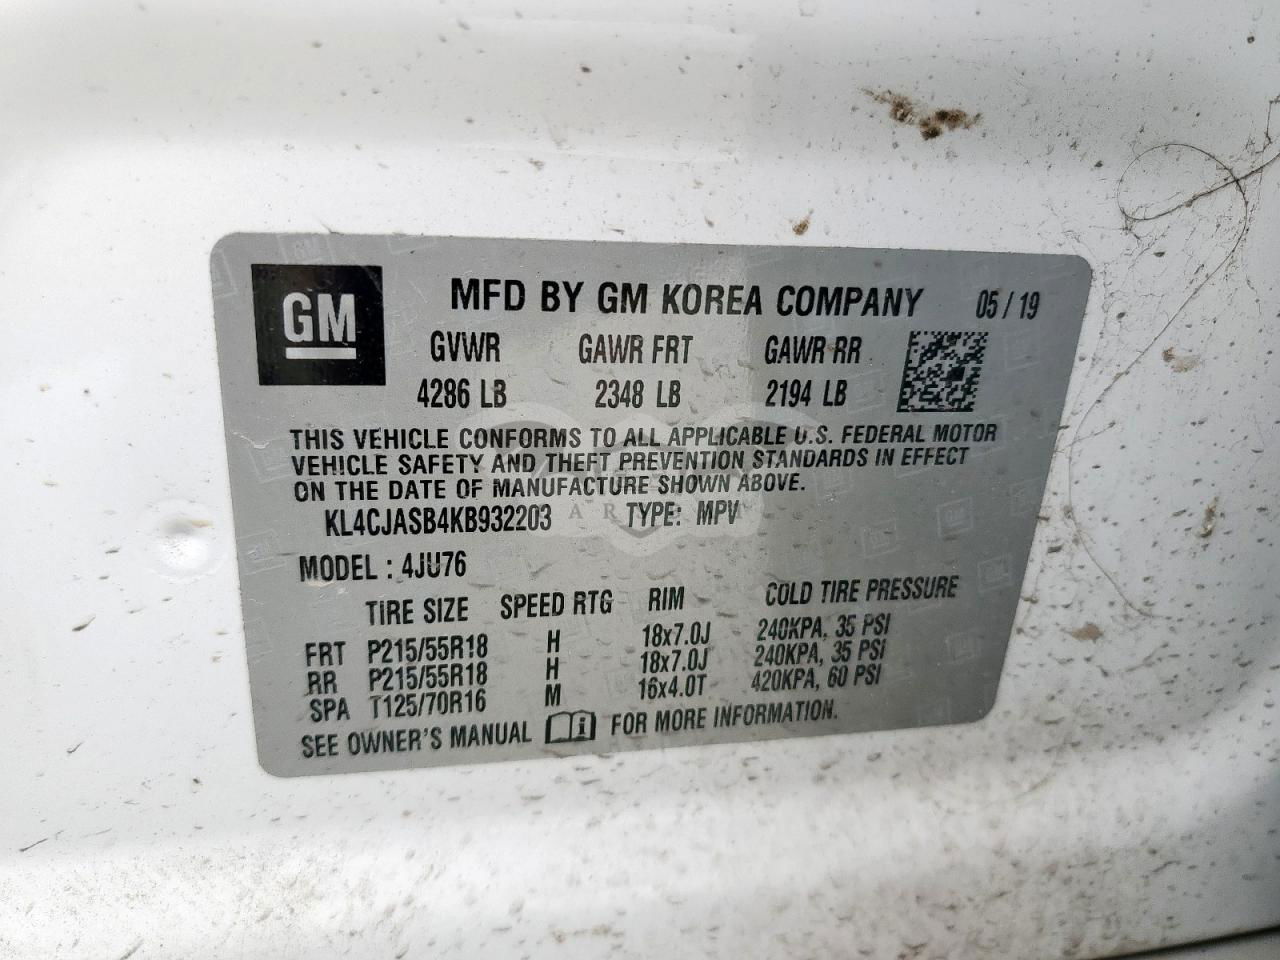 GM
MFD BY GM KOREA COMPANY 05/19
GVWR GAWR FRT GAWR RR
4286 LB 2348 LB 2194 LB
THIS VEHICLE CONFORMS TO ALL APPLICABLE U.S. FEDERAL MOTOR
VEHICLE SAFETY AND THEFT PREVENTION STANDARDS IN EFFECT
ON THE DATE OF MANUFACTURE SHOWN ABOVE.
KL4CJASB4KB932203 TYPE: MPV
MODEL : 4JU76
TIRE SIZE SPEED RTG RIM COLD TIRE PRESSURE
FRT P215/55R18 H 18x7.0J 240KPA, 35 PSI
RR P215/55R18 H 18x7.0J 240KPA, 35 PSI
SPA T125/70R16 M 16x4.0T 420KPA, 60 PSI
SEE OWNER'S MANUAL FOR MORE INFORMATION.